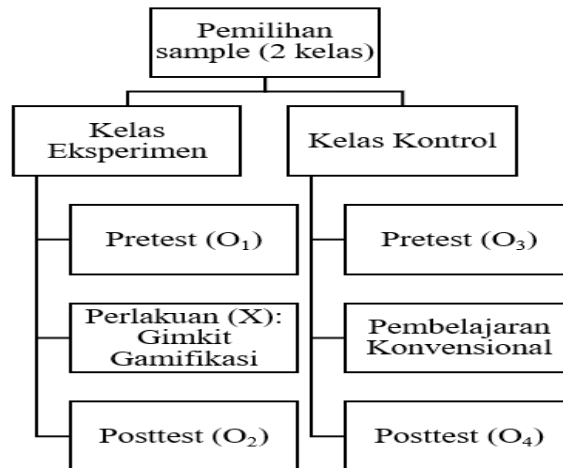 Pemilihan
sample (2 kelas)
Kelas
Eksperimen
Kelas Kontrol
Pretest (O₁)
Pretest (O₃)
Perlakuan (X):
Gimkit
Gamifikasi
Pembelajaran
Konvensional
Posttest (O₂)
Posttest (O₄)